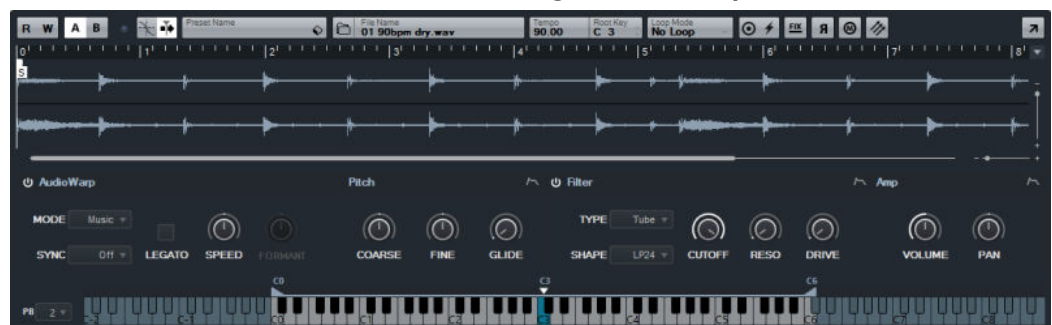 R W A B Preset Name File Name Tempo Root Key Loop Mode
01 90bpm dry.wav 90.00 C 3 No Loop FIX R M
0 1 2 3 4 5 6 7 8
S
AudioWarp Pitch Filter Amp
MODE Music TYPE Tube
SYNC Off LEGATO SPEED FORMANT COARSE FINE GLIDE SHAPE LP24 CUTOFF RESO DRIVE VOLUME PAN
C0 C3 C6
PB 2 C-2 C-1 C0 C1 C2 C3 C4 C5 C6 C7 C8